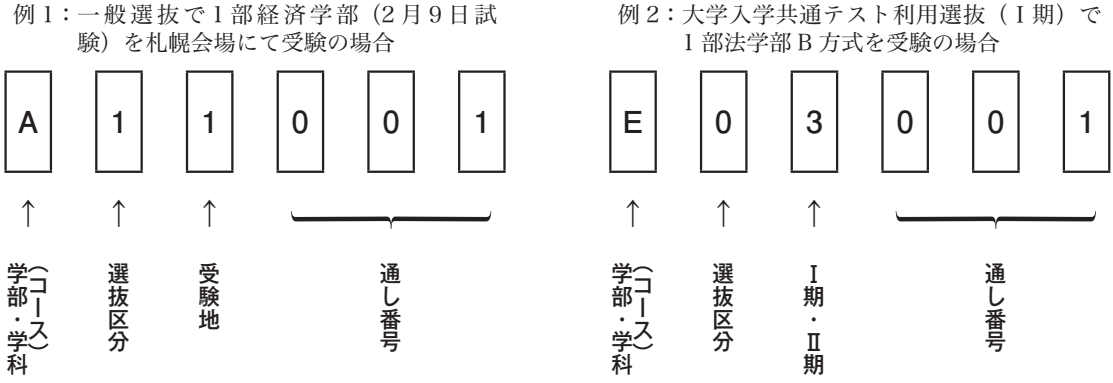 例1：一般選抜で1部経済学部（2月9日試
験）を札幌会場にて受験の場合
A 1 1 0 0 1
↑ ↑ ↑
学部・学科（コース）
選抜区分
受験地
通し番号
例2：大学入学共通テスト利用選抜（Ⅰ期）で
1部法学部B方式を受験の場合
E 0 3 0 0 1
↑ ↑ ↑
学部・学科（コース）
選抜区分
Ⅰ期・Ⅱ期
通し番号